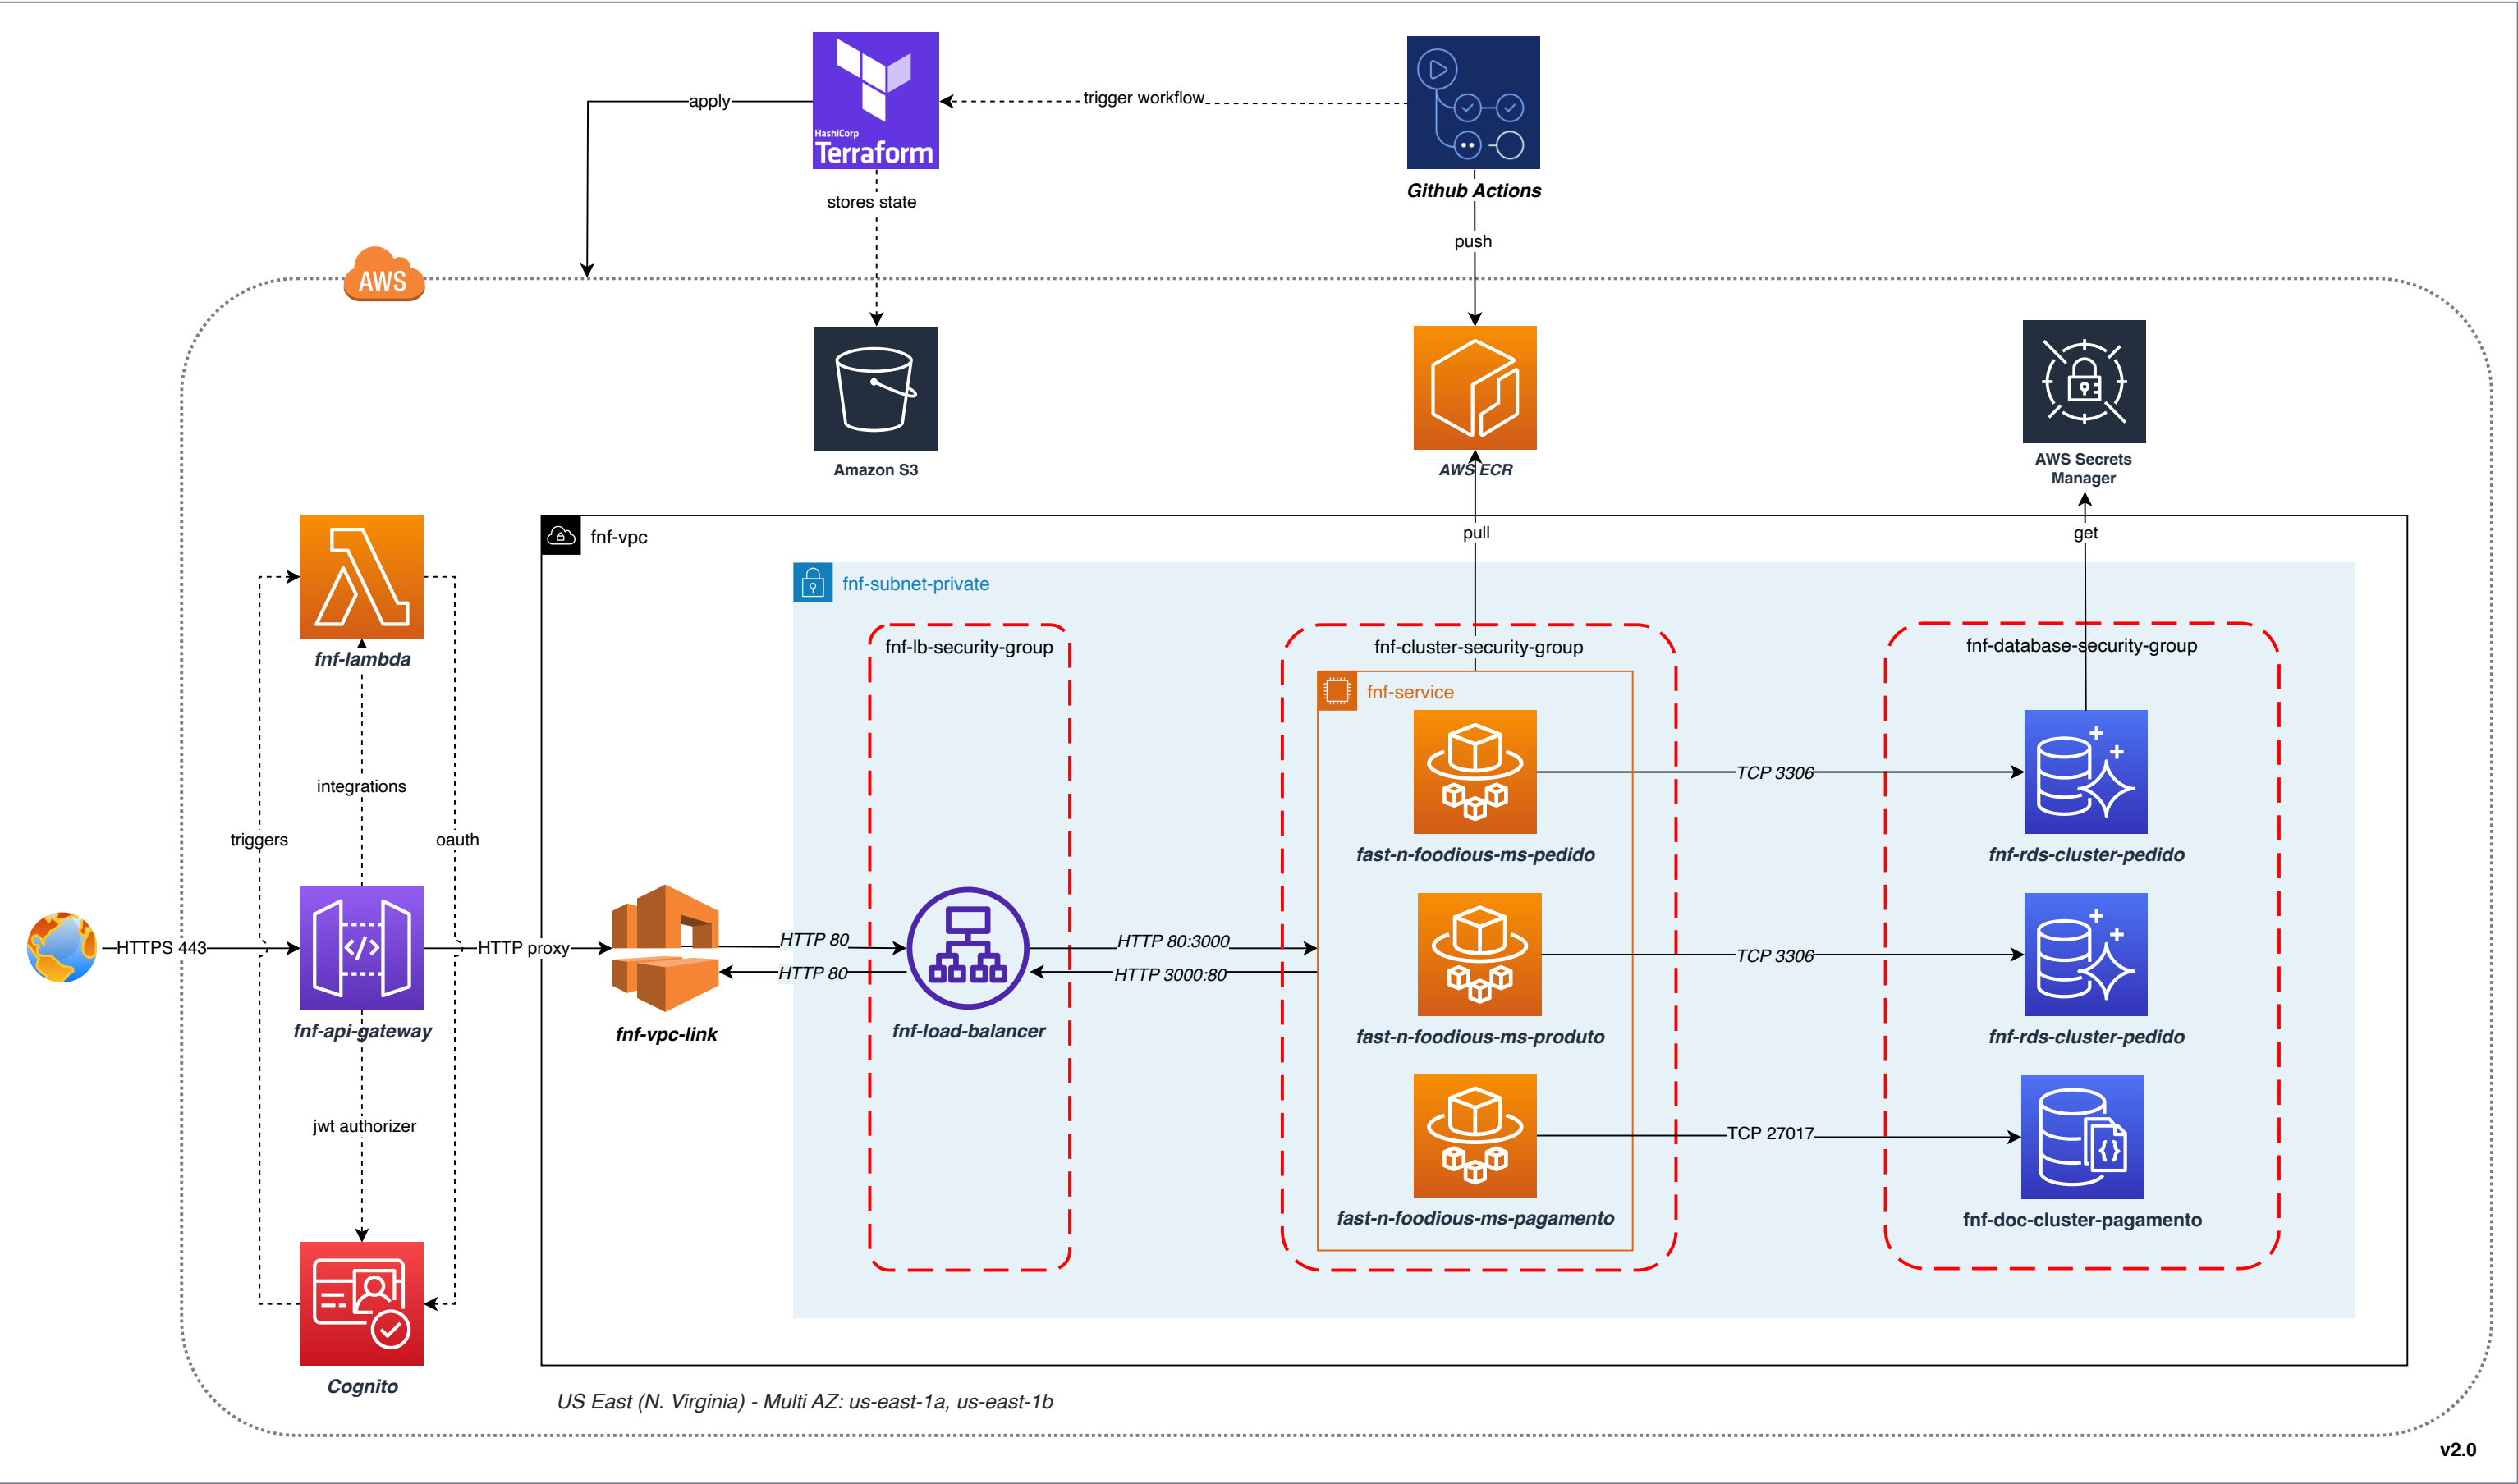 HashiCorp
Terraform
apply
trigger workflow
stores state
Github Actions
push
AWS
Amazon S3
AWS ECR
AWS Secrets
Manager
fnf-vpc
pull
get
fnf-subnet-private
fnf-lambda
fnf-lb-security-group
fnf-cluster-security-group
fnf-database-security-group
fnf-service
integrations
triggers
oauth
TCP 3306
fast-n-foodious-ms-pedido
fnf-rds-cluster-pedido
HTTPS 443
HTTP proxy
HTTP 80
HTTP 80
HTTP 80:3000
HTTP 3000:80
TCP 3306
fnf-api-gateway
fnf-vpc-link
fnf-load-balancer
fast-n-foodious-ms-produto
fnf-rds-cluster-pedido
jwt authorizer
TCP 27017
fast-n-foodious-ms-pagamento
fnf-doc-cluster-pagamento
Cognito
US East (N. Virginia) - Multi AZ: us-east-1a, us-east-1b
v2.0